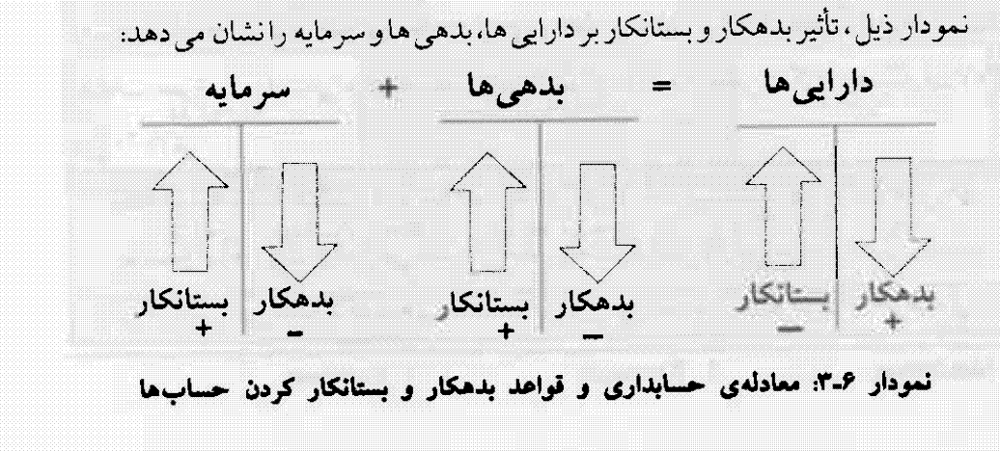 نمودار ذیل، تأثیر بدهکار و بستانکار بر دارایی ها، بدهی ها و سرمایه را نشان می دهد:
دارایی‌ها = بدهی‌ها + سرمایه
بدهکار بستانکار بدهکار بستانکار بدهکار بستانکار
+ − − + − +
نمودار ۶-۳: معادله‌ی حسابداری و قواعد بدهکار و بستانکار کردن حساب‌ها